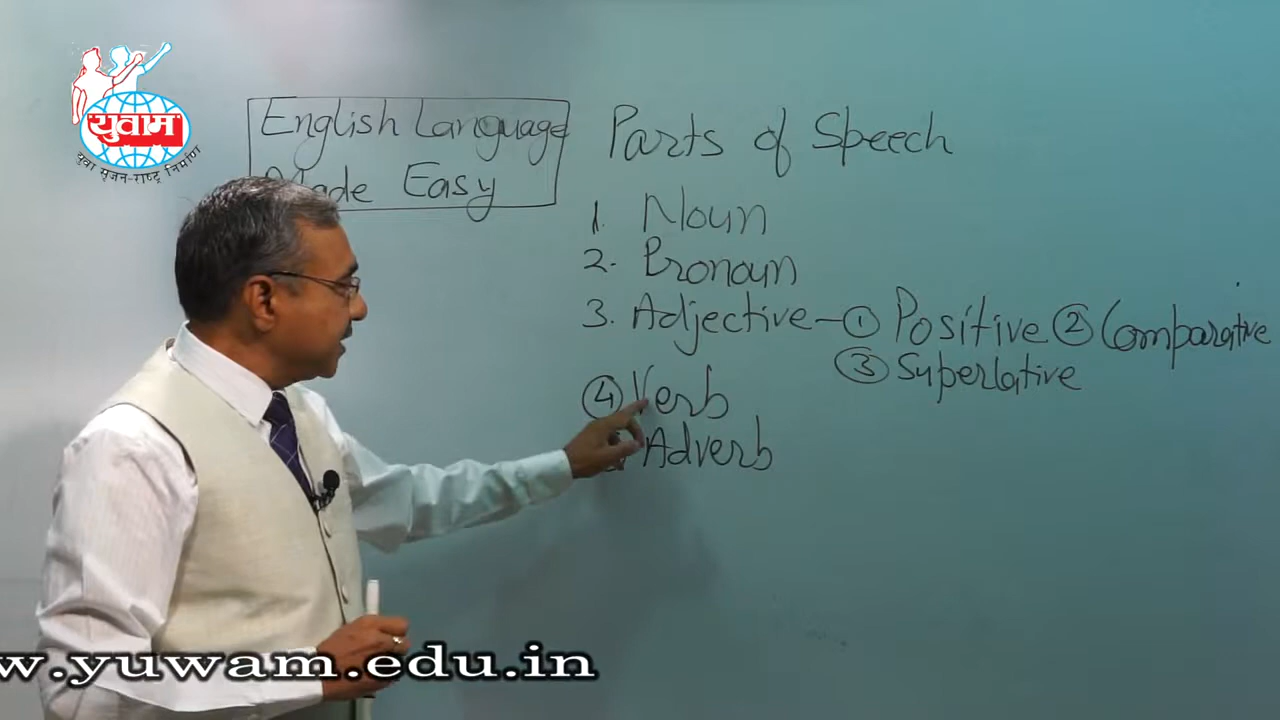 युवाम
युवा सृजन-राष्ट्र निर्माण
English Language
Made Easy
Parts of Speech
1. Noun
2. Pronoun
3. Adjective - ① Positive ② Comparative
③ Superlative
④ Verb
Adverb
w.yuwam.edu.in